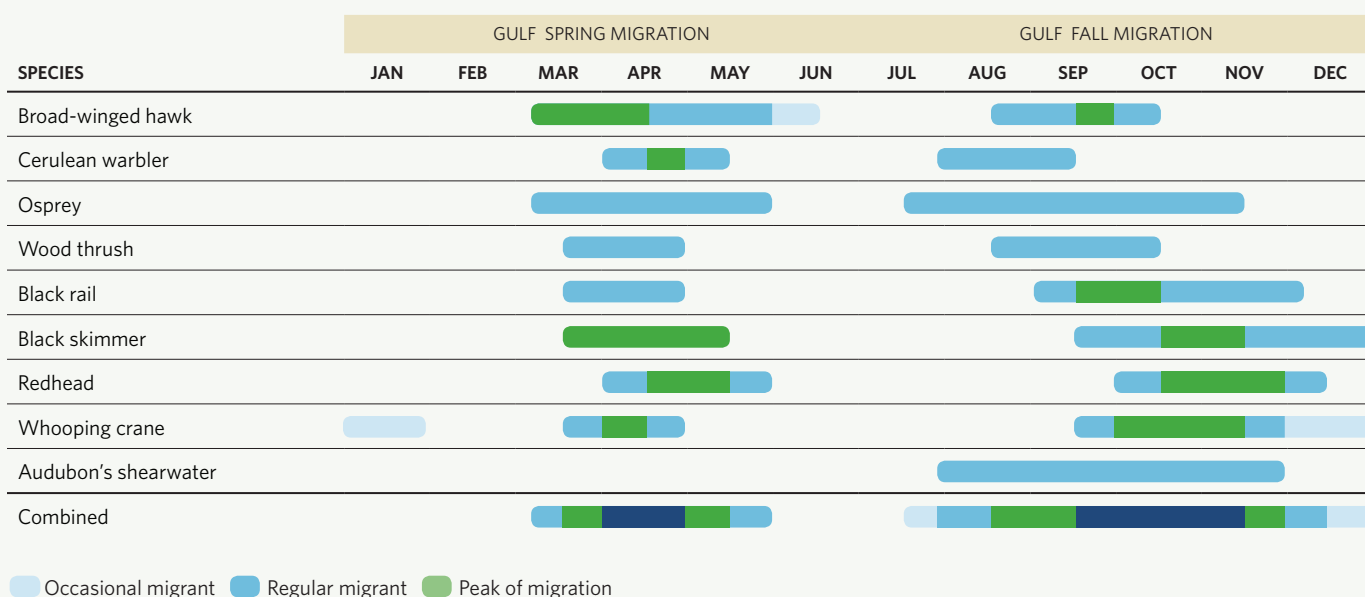 GULF SPRING MIGRATION GULF FALL MIGRATION
SPECIES JAN FEB MAR APR MAY JUN JUL AUG SEP OCT NOV DEC
Broad-winged hawk
Cerulean warbler
Osprey
Wood thrush
Black rail
Black skimmer
Redhead
Whooping crane
Audubon’s shearwater
Combined
Occasional migrant Regular migrant Peak of migration